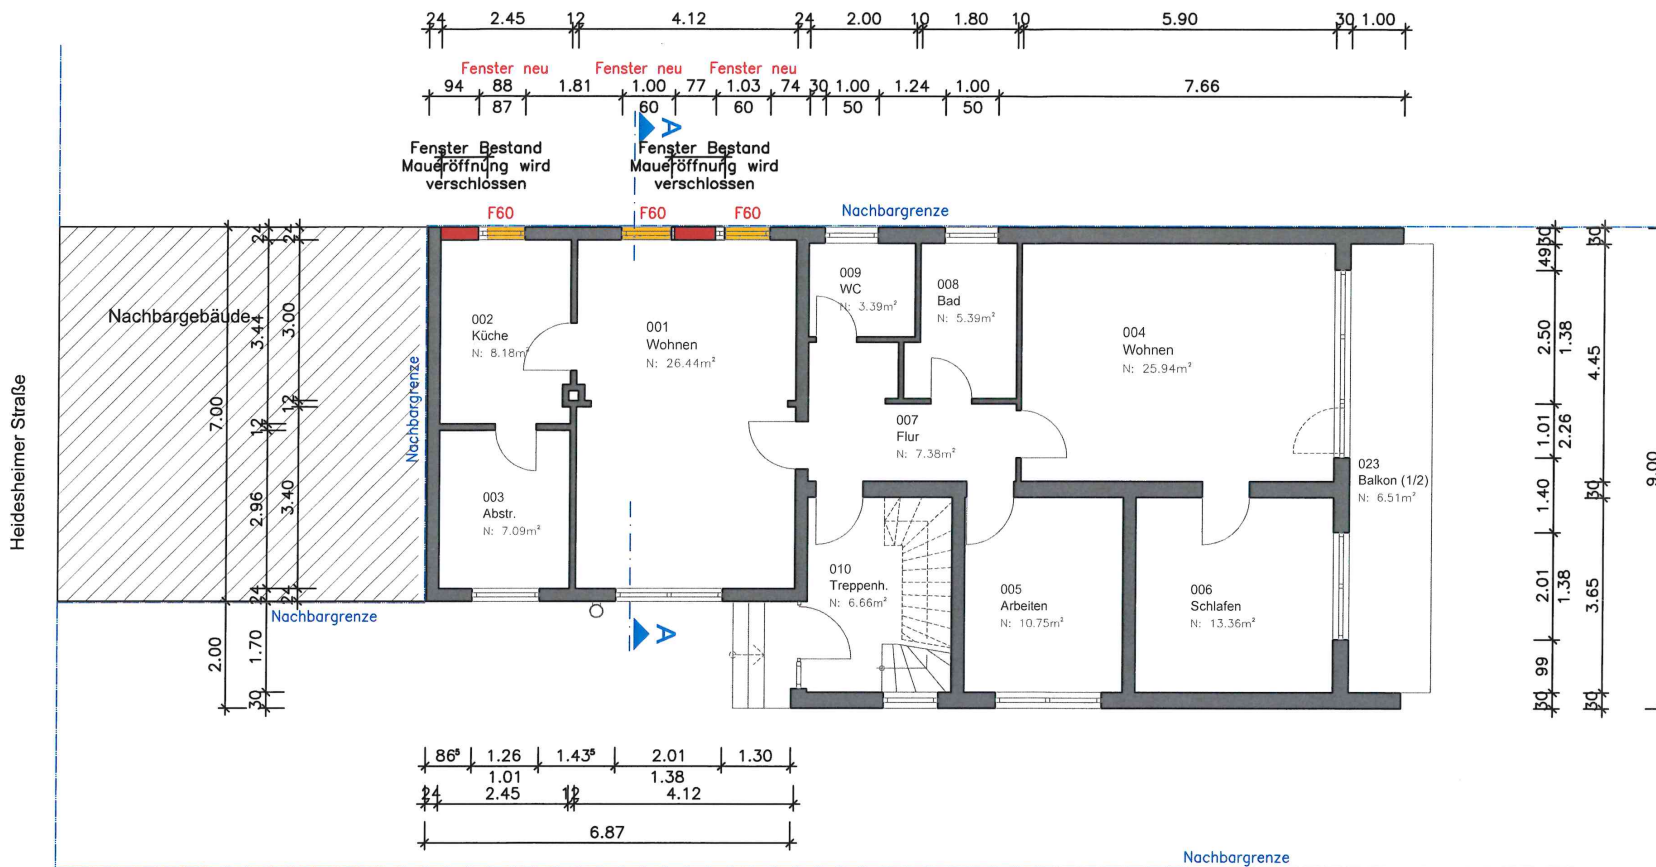 24 2.45 12 4.12 24 2.00 10 1.80 10 5.90 30 1.00
Fenster neu Fenster neu Fenster neu
94 88 1.81 1.00 77 1.03 74 30 1.00 1.24 1.00 7.66
87 60 60 50 50
A
Fenster Bestand
Maueröffnung wird
verschlossen
Fenster Bestand
Maueröffnung wird
verschlossen
F60 F60 F60
Nachbargrenze
Heidesheimer Straße
Nachbargebäude
Nachbargrenze
Nachbargrenze
7.00
2.00
24
3.44
12
2.96
24
1.70
30
24
3.00
12
3.40
24
002
Küche
N: 8.18m²
001
Wohnen
N: 26.44m²
009
WC
N: 3.39m²
008
Bad
N: 5.39m²
004
Wohnen
N: 25.94m²
007
Flur
N: 7.38m²
003
Abstr.
N: 7.09m²
010
Treppenh.
N: 6.66m²
005
Arbeiten
N: 10.75m²
006
Schlafen
N: 13.36m²
023
Balkon (1/2)
N: 6.51m²
30
49
2.50
1.38
1.01
2.26
1.40
2.01
1.38
99
30
30
4.45
30
3.65
30
9.00
A
86⁵ 1.26 1.43⁵ 2.01 1.30
1.01 1.38
24 2.45 12 4.12
6.87
Nachbargrenze